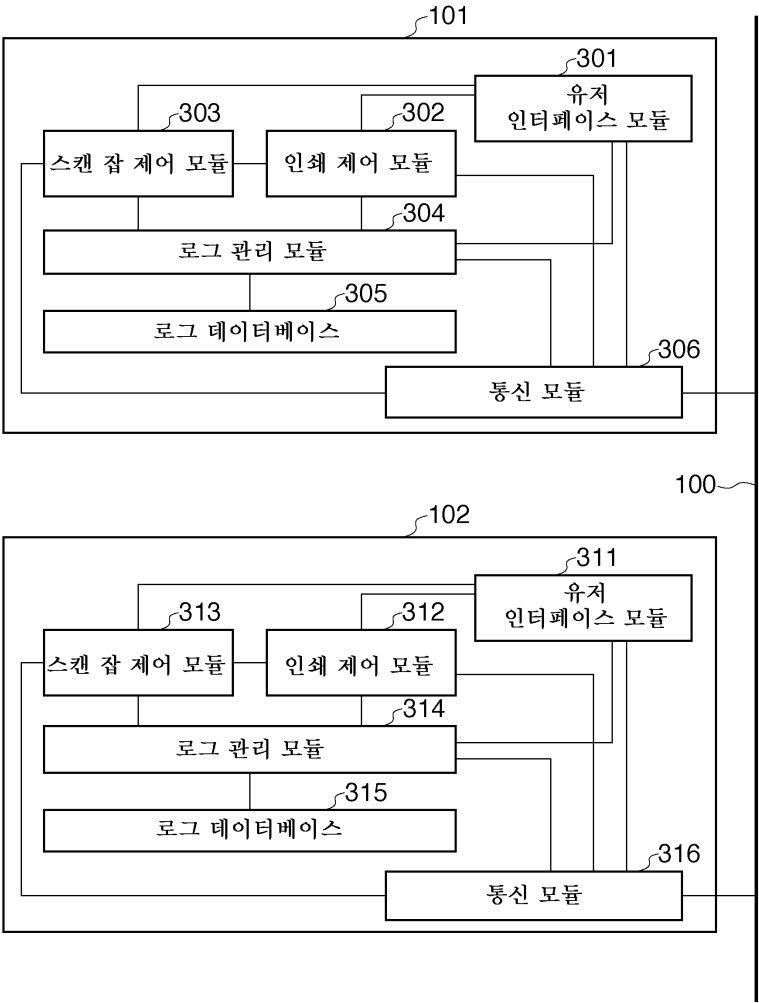 101
301
유저
인터페이스 모듈
303
302
스캔 잡 제어 모듈
인쇄 제어 모듈
304
로그 관리 모듈
305
로그 데이터베이스
306
통신 모듈
100
102
311
유저
인터페이스 모듈
313
312
스캔 잡 제어 모듈
인쇄 제어 모듈
314
로그 관리 모듈
315
로그 데이터베이스
316
통신 모듈